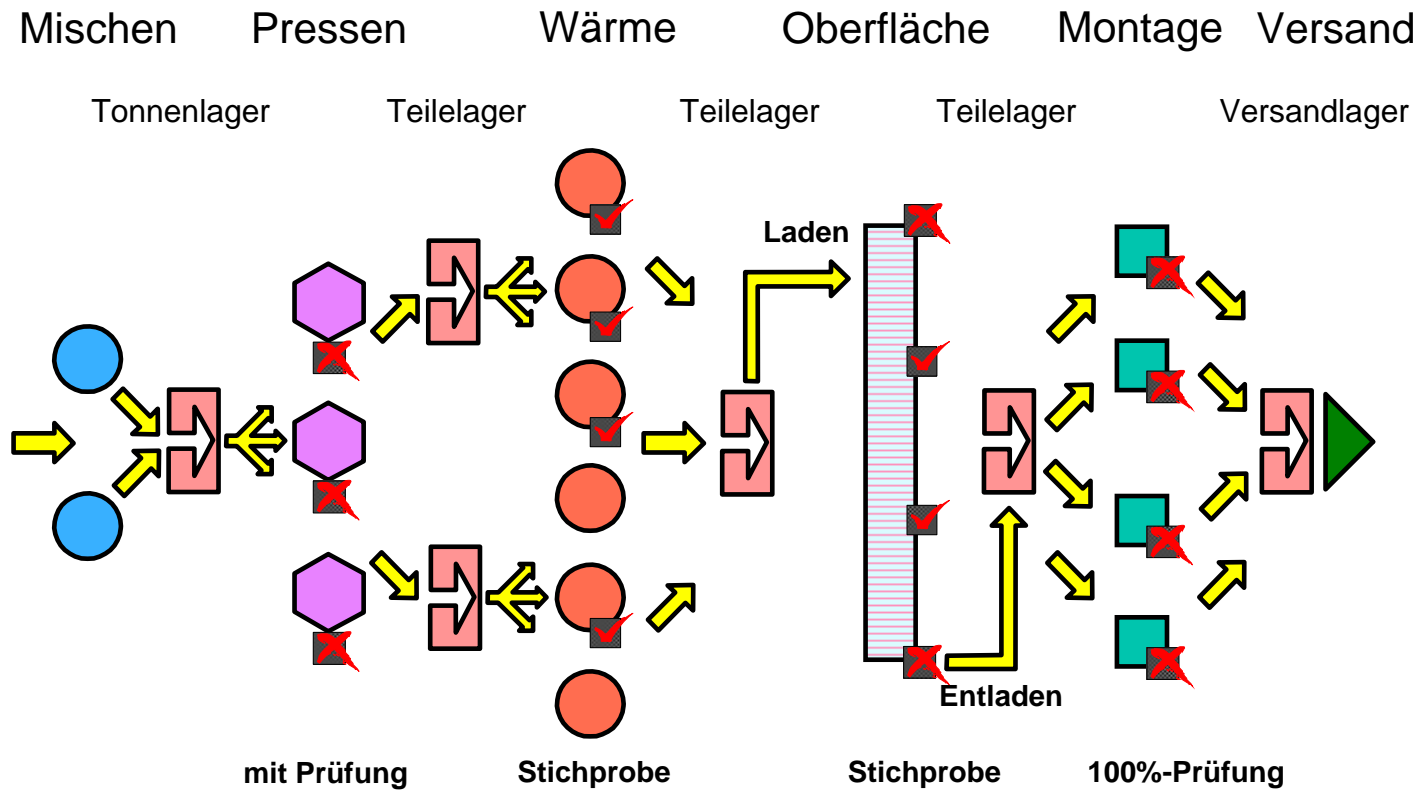 Mischen Pressen Wärme Oberfläche Montage Versand
Tonnenlager Teilelager Teilelager Teilelager Versandlager
Laden
Entladen
mit Prüfung Stichprobe Stichprobe 100%-Prüfung